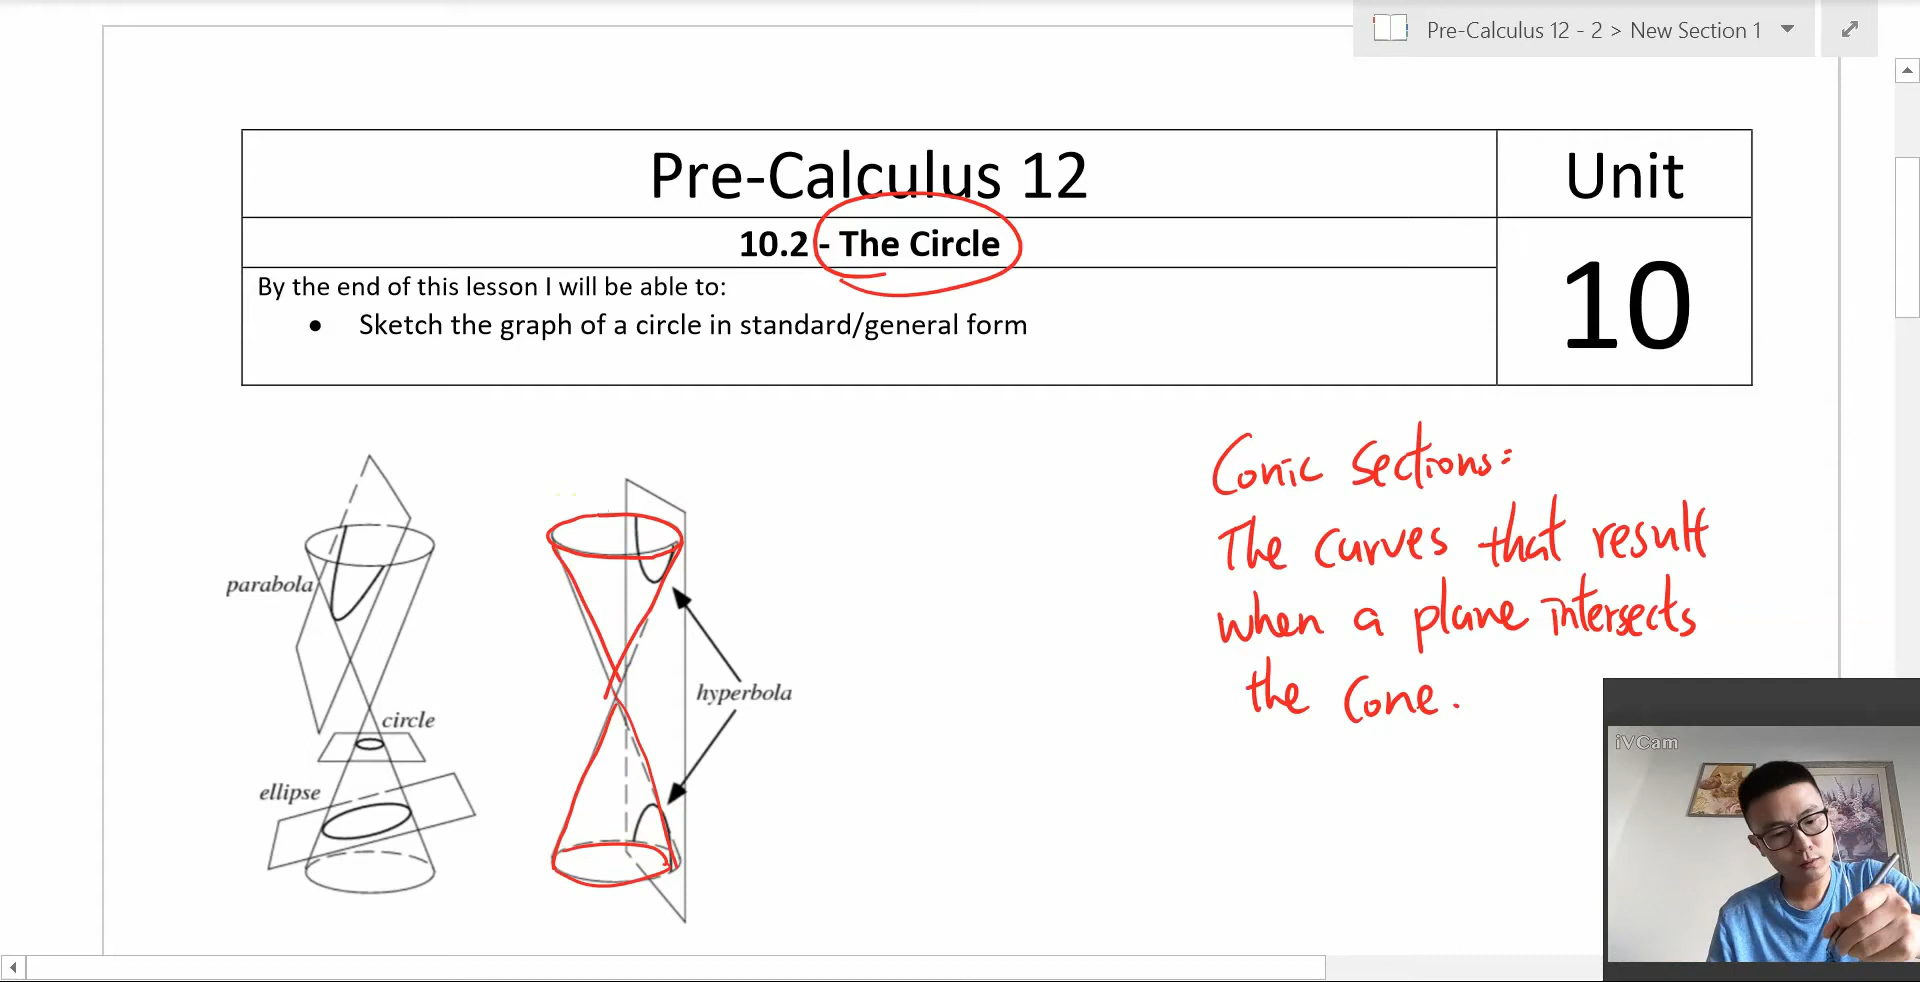 Pre-Calculus 12 - 2 > New Section 1
Pre-Calculus 12
Unit
10.2 - The Circle
10
By the end of this lesson I will be able to:
• Sketch the graph of a circle in standard/general form
Conic Sections:
The curves that result
when a plane intersects
the Cone.
parabola
circle
ellipse
hyperbola
iVCam